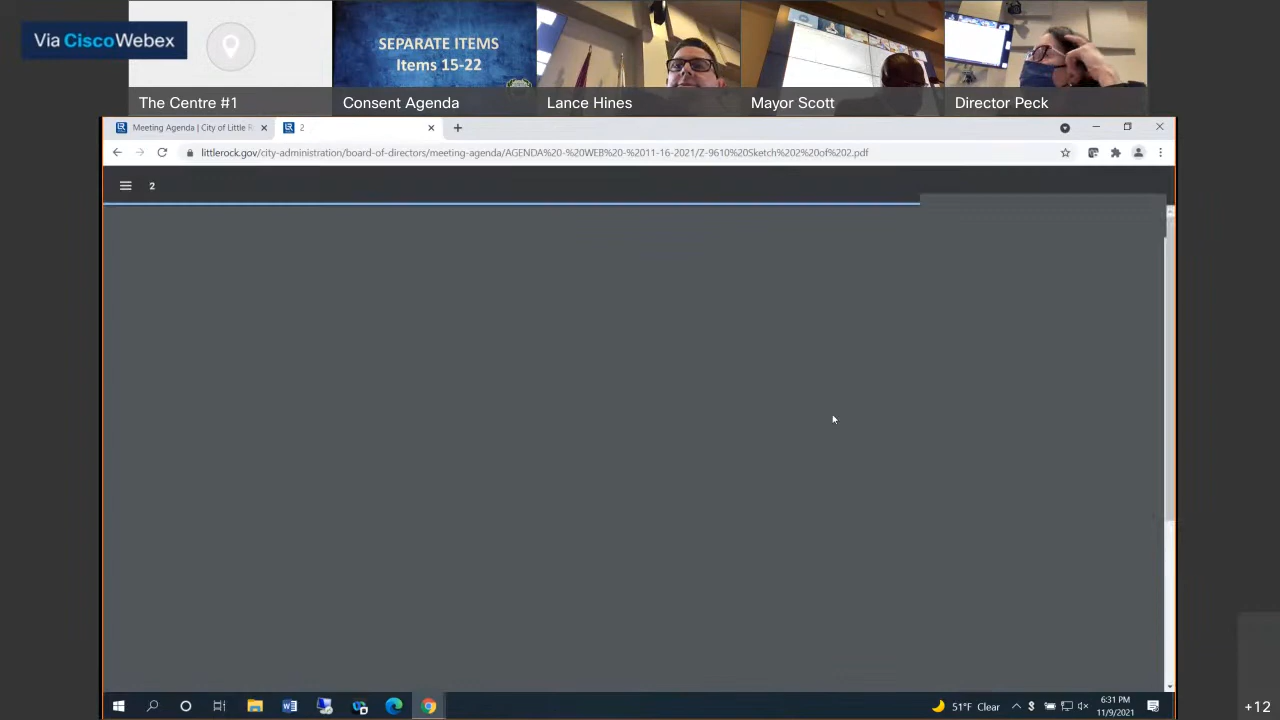 Via CiscoWebex
SEPARATE ITEMS
Items 15-22
The Centre #1
Consent Agenda
Lance Hines
Mayor Scott
Director Peck
Meeting Agenda | City of Little R
2
littlerock.gov/city-administration/board-of-directors/meeting-agenda/AGENDA%20-%20WEB%20-%2011-16-2021/Z-9610%20Sketch%202%20of%202.pdf
2
51°F Clear
6:31 PM
11/9/2021
+12